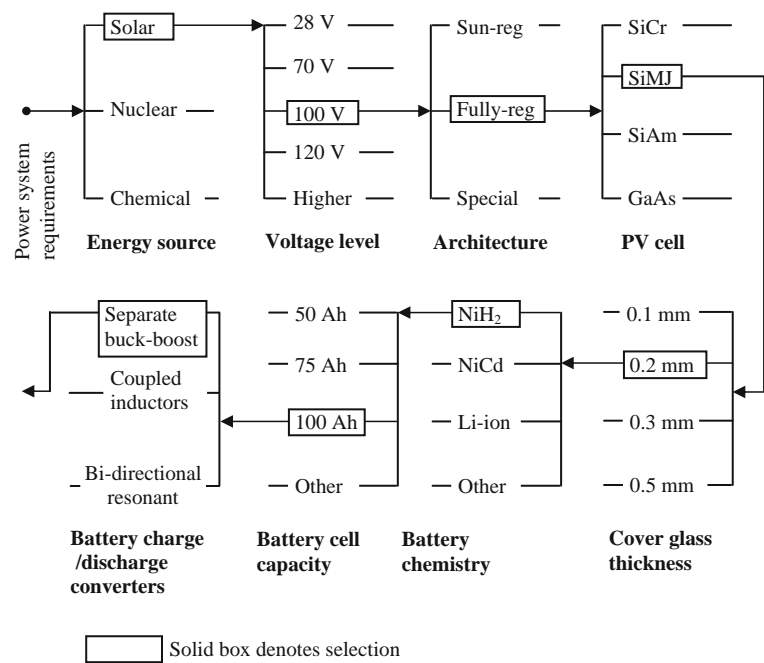 Power system
requirements
Solar
Nuclear
Chemical
Energy source
28 V
70 V
100 V
120 V
Higher
Voltage level
Sun-reg
Fully-reg
Special
Architecture
SiCr
SiMJ
SiAm
GaAs
PV cell
Separate
buck-boost
Coupled
inductors
Bi-directional
resonant
Battery charge
/discharge
converters
50 Ah
75 Ah
100 Ah
Other
Battery cell
capacity
NiH2
NiCd
Li-ion
Other
Battery
chemistry
0.1 mm
0.2 mm
0.3 mm
0.5 mm
Cover glass
thickness
Solid box denotes selection